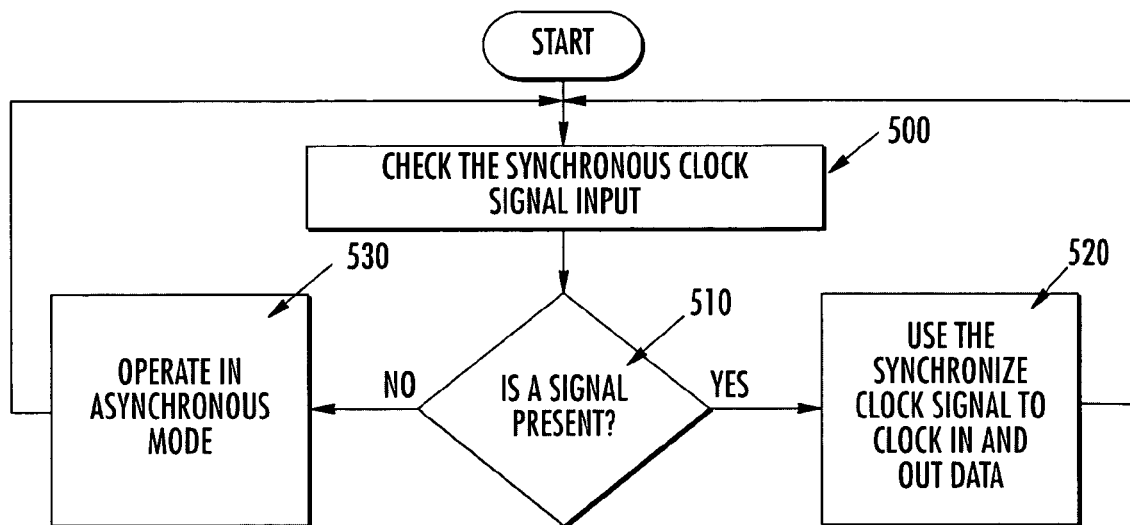 START
500
CHECK THE SYNCHRONOUS CLOCK
SIGNAL INPUT
530
510
520
OPERATE IN
ASYNCHRONOUS
MODE
NO
IS A SIGNAL
PRESENT?
YES
USE THE
SYNCHRONIZE
CLOCK SIGNAL TO
CLOCK IN AND
OUT DATA